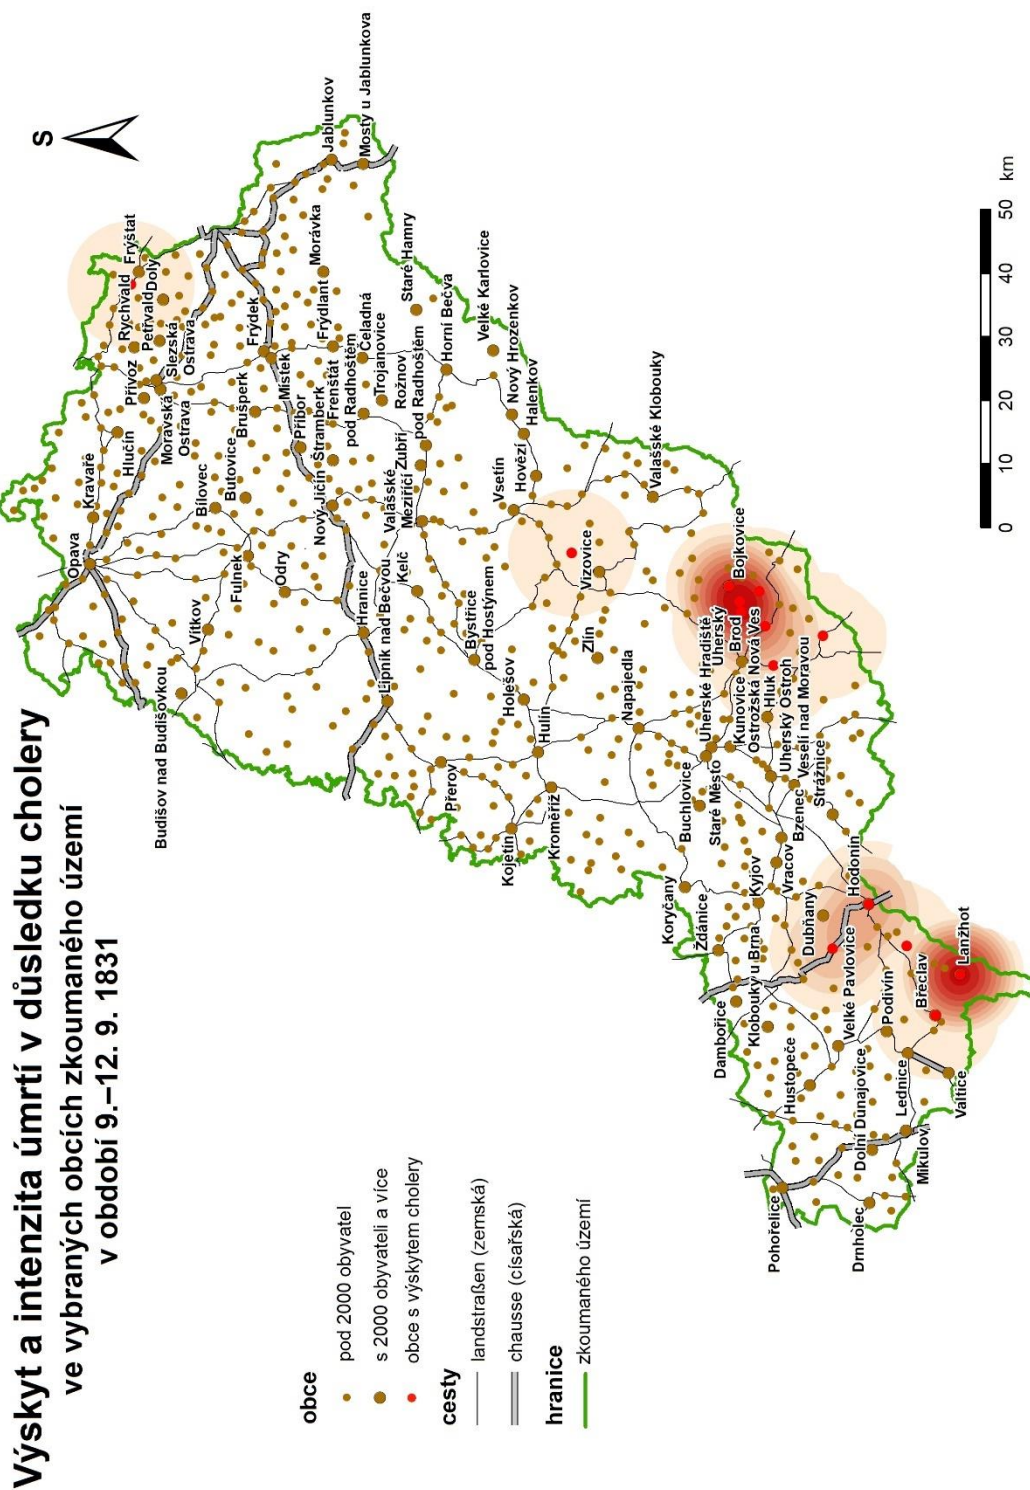 Výskyt a intenzita úmrtí v důsledku cholery
ve vybraných obcích zkoumaného území
v období 9.–12. 9. 1831
S
obce
pod 2000 obyvatel
s 2000 obyvateli a více
obce s výskytem cholery
cesty
landstraßen (zemská)
chausse (císařská)
hranice
zkoumaného území
0 10 20 30 40 50 km
Opava
Kravaře
Hlučín
Přívoz
Rychvald
Petřvald
Doly
Fryštat
Slezská
Ostrava
Moravská
Ostrava
Budišov nad Budišovkou
Vítkov
Bílovec
Butovice
Brušperk
Frýdek
Místek
Fulnek
Odry
Příbor
Štramberk
Nový Jičín
Frenštát
pod Radhoštěm
Frýdlant
Morávka
Jablunkov
Mosty u Jablunkova
Čeladná
Trojanovice
Staré Hamry
Hranice
Lipník nad Bečvou
Kelč
Valašské
Meziříčí
Zubří
Rožnov
pod Radhoštěm
Horní Bečva
Velké Karlovice
Nový Hrozenkov
Halenkov
Hovězí
Vsetín
Bystřice
pod Hostýnem
Přerov
Holešov
Hulín
Kojetín
Kroměříž
Vizovice
Zlín
Valašské Klobouky
Napajedla
Bojkovice
Uherský
Brod
Uherské Hradiště
Kunovice
Ostrožská Nová Ves
Hluk
Uherský Ostroh
Veselí nad Moravou
Buchlovice
Staré Město
Bzenec
Strážnice
Koryčany
Ždánice
Kyjov
Vracov
Hodonín
Dubňany
Dambořice
Klobouky u Brna
Velké Pavlovice
Hustopeče
Podivín
Břeclav
Lanžhot
Pohořelice
Dolní Dunajovice
Lednice
Valtice
Mikulov
Drnholec